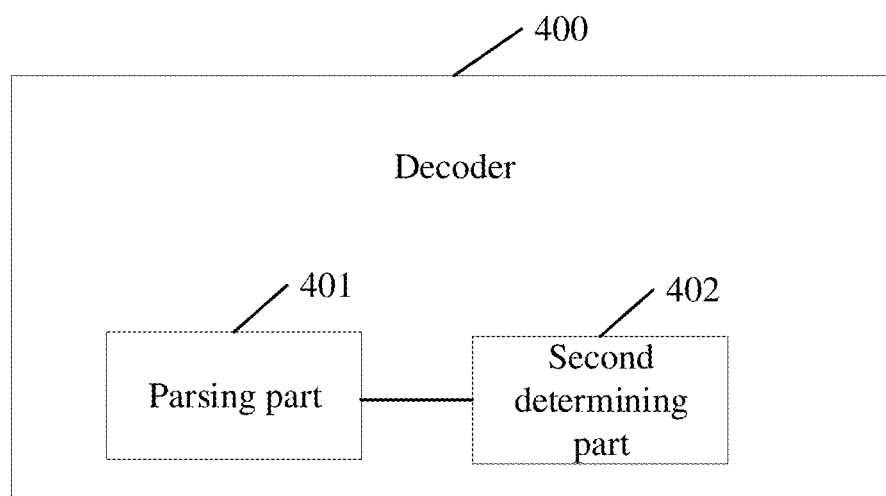 400
Decoder
401
402
Parsing part
Second
determining
part